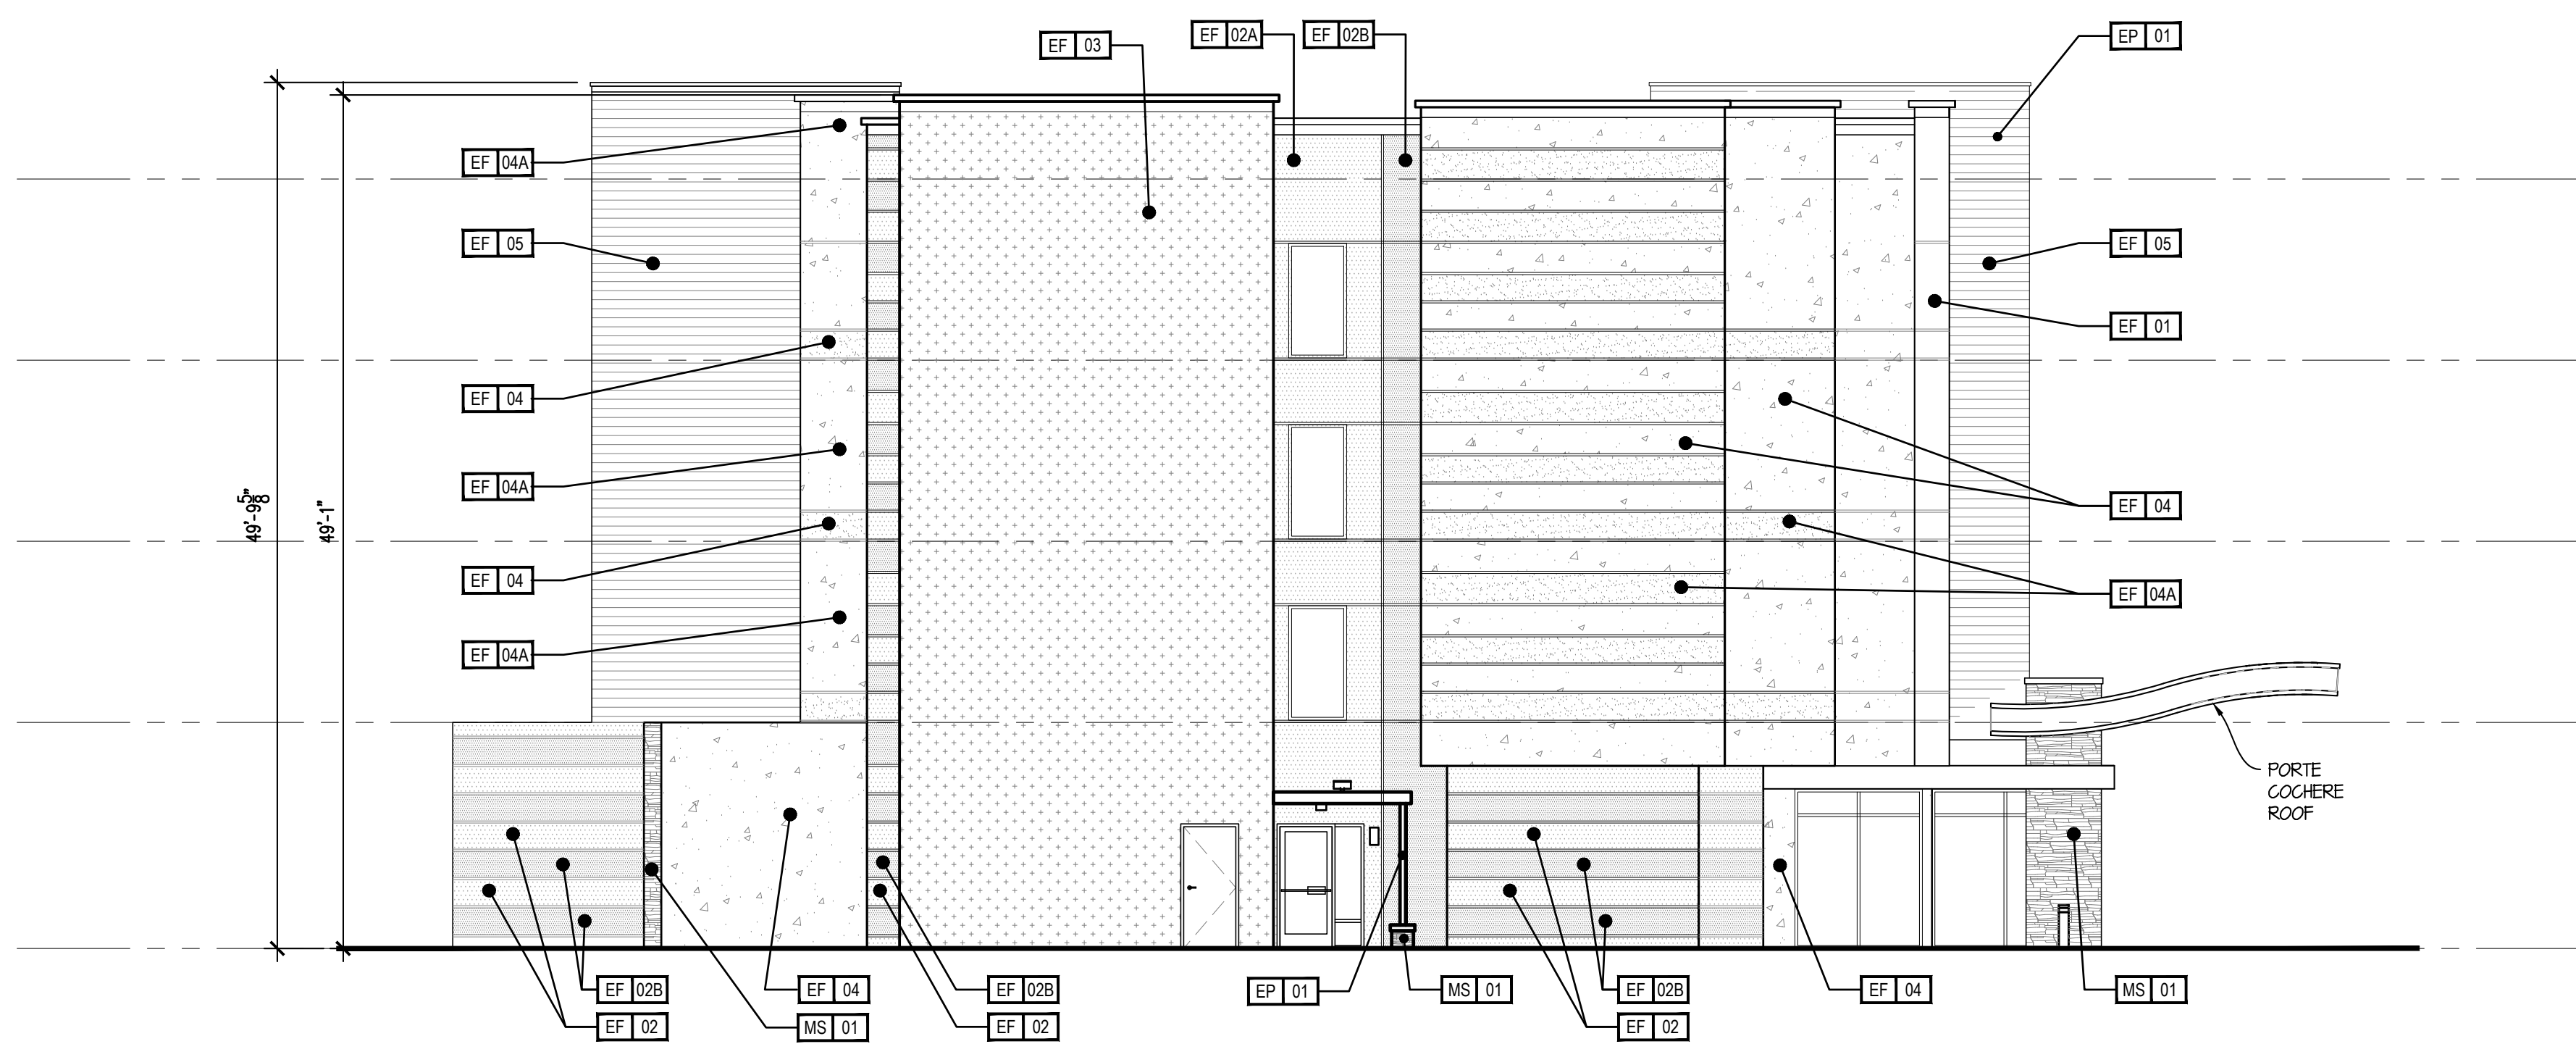 EF 03
EF 02A
EF 02B
EP 01
EF 04A
EF 05
EF 05
EF 01
EF 04
EF 04A
EF 04
EF 04
EF 04A
EF 04A
49'-9 5/8"
49'-1"
PORTE
COCHERE
ROOF
EF 02B
EF 04
EF 02B
EP 01
MS 01
EF 02B
EF 04
MS 01
EF 02
MS 01
EF 02
EF 02